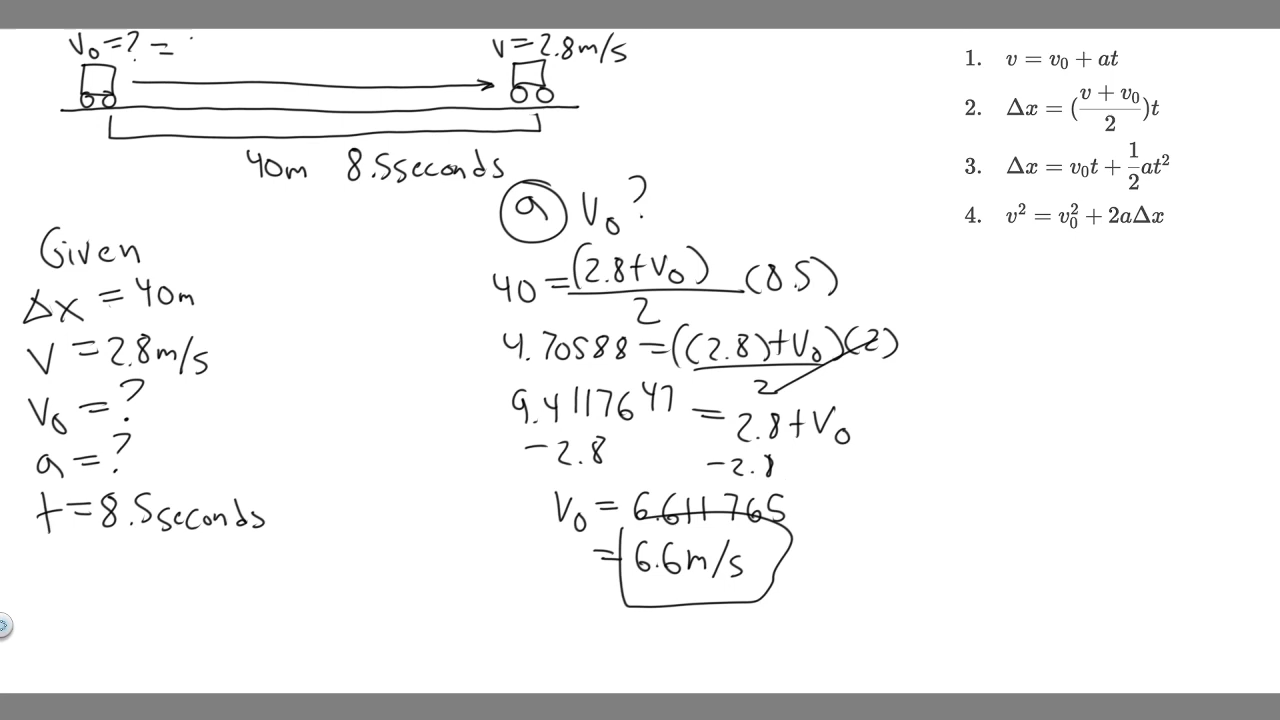 V₀ =? =
V=2.8m/s
40m 8.5seconds
Given
Δx = 40m
V = 2.8m/s
V₀ = ?
a = ?
t = 8.5seconds
a V₀?
40 = (2.8+V₀)/2 (8.5)
4.70588 = ((2.8)+V₀)/2 (2)
9.41117647 = 2.8+V₀
-2.8 -2.8
V₀ = 6.611765
= 6.6m/s
1. v = v₀ + at
2. Δx = (v + v₀/2)t
3. Δx = v₀t + 1/2 at²
4. v² = v₀² + 2aΔx